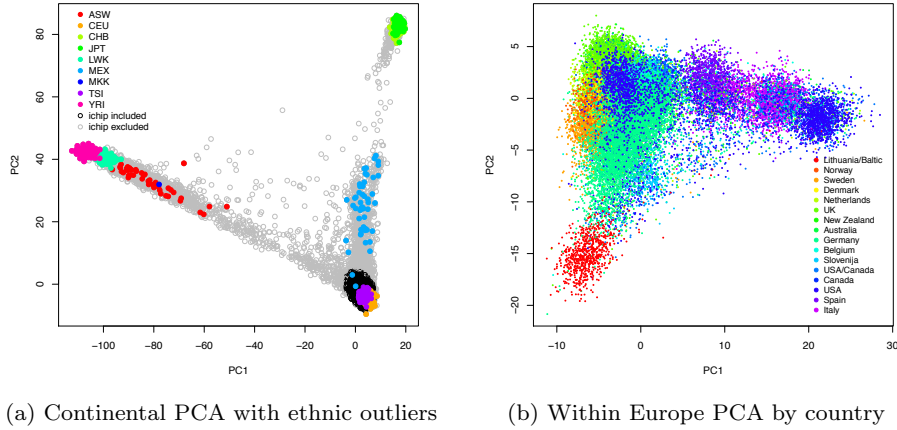 ASW
CEU
CHB
JPT
LWK
MEX
MKK
TSI
YRI
ichip included
ichip excluded
PC2
0
20
40
60
80
−100
−80
−60
−40
−20
0
20
PC1
(a) Continental PCA with ethnic outliers
PC2
5
0
−5
−10
−15
−20
Lithuania/Baltic
Norway
Sweden
Denmark
Netherlands
UK
New Zealand
Australia
Germany
Belgium
Slovenija
USA/Canada
Canada
USA
Spain
Italy
−10
0
10
20
30
PC1
(b) Within Europe PCA by country